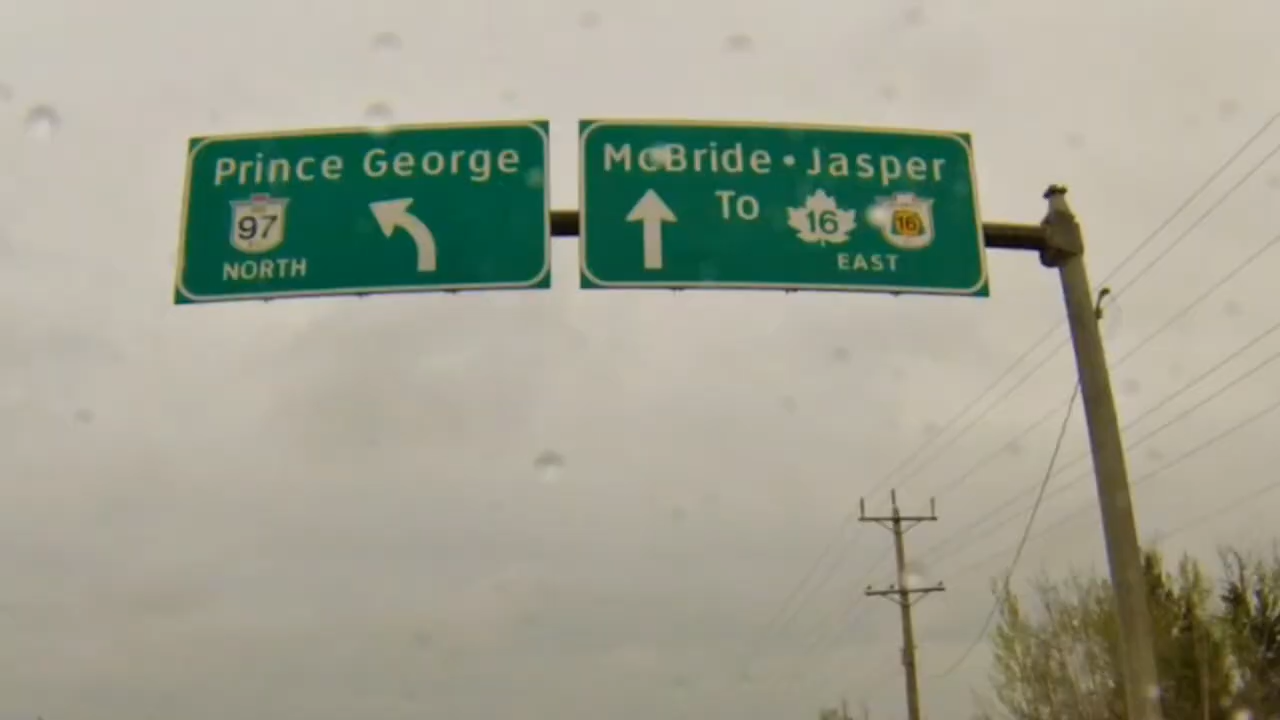 Prince George
97
NORTH
McBride • Jasper
To 16 16
EAST